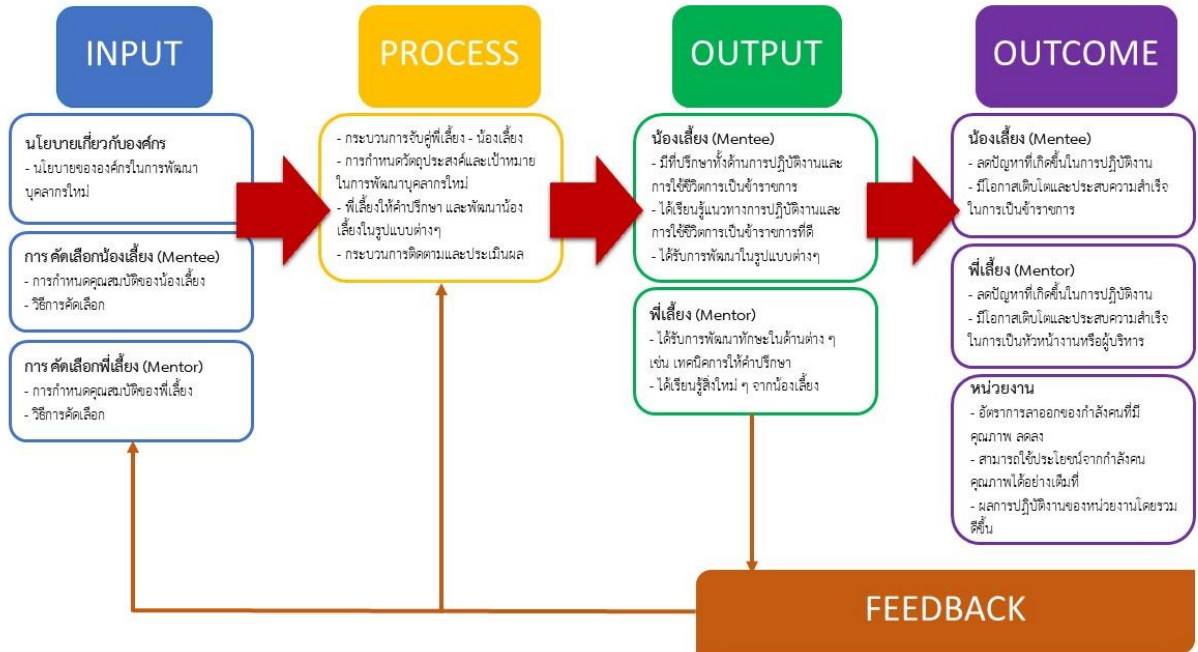 INPUT
นโยบายเกี่ยวกับองค์กร
- นโยบายขององค์กรในการพัฒนา
บุคลากรใหม่
การ คัดเลือกน้องเลี้ยง (Mentee)
- การกำหนดคุณสมบัติของน้องเลี้ยง
- วิธีการคัดเลือก
การ คัดเลือกพี่เลี้ยง (Mentor)
- การกำหนดคุณสมบัติของพี่เลี้ยง
- วิธีการคัดเลือก
PROCESS
- กระบวนการจับคู่พี่เลี้ยง - น้องเลี้ยง
- การกำหนดวัตถุประสงค์และเป้าหมาย
ในการพัฒนาบุคลากรใหม่
- พี่เลี้ยงให้คำปรึกษา และพัฒนาน้อง
เลี้ยงในรูปแบบต่างๆ
- กระบวนการติดตามและประเมินผล
OUTPUT
น้องเลี้ยง (Mentee)
- มีที่ปรึกษาทั้งด้านการปฏิบัติงานและ
การใช้ชีวิตการเป็นข้าราชการ
- ได้เรียนรู้แนวทางการปฏิบัติงานและ
การใช้ชีวิตการเป็นข้าราชการที่ดี
- ได้รับการพัฒนาในรูปแบบต่างๆ
พี่เลี้ยง (Mentor)
- ได้รับการพัฒนาทักษะในด้านต่าง ๆ
เช่น เทคนิคการให้คำปรึกษา
- ได้เรียนรู้สิ่งใหม่ ๆ จากน้องเลี้ยง
OUTCOME
น้องเลี้ยง (Mentee)
- ลดปัญหาที่เกิดขึ้นในการปฏิบัติงาน
- มีโอกาสเติบโตและประสบความสำเร็จ
ในการเป็นข้าราชการ
พี่เลี้ยง (Mentor)
- ลดปัญหาที่เกิดขึ้นในการปฏิบัติงาน
- มีโอกาสเติบโตและประสบความสำเร็จ
ในการเป็นหัวหน้างานหรือผู้บริหาร
หน่วยงาน
- อัตราการลาออกของกำลังคนที่มี
คุณภาพ ลดลง
- สามารถใช้ประโยชน์จากกำลังคน
คุณภาพได้อย่างเต็มที่
- ผลการปฏิบัติงานของหน่วยงานโดยรวม
ดีขึ้น
FEEDBACK